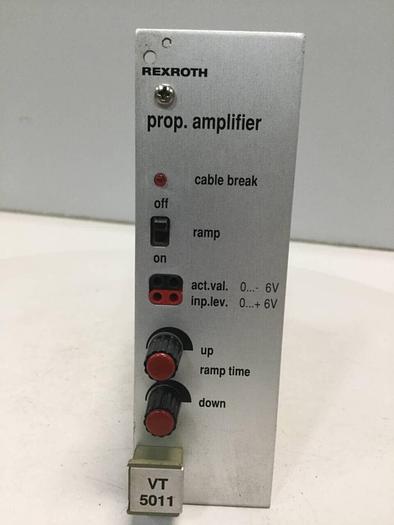 REXROTH
prop. amplifier
cable break
off
ramp
on
act.val. 0...- 6V
inp.lev. 0...+ 6V
up
ramp time
down
VT
5011